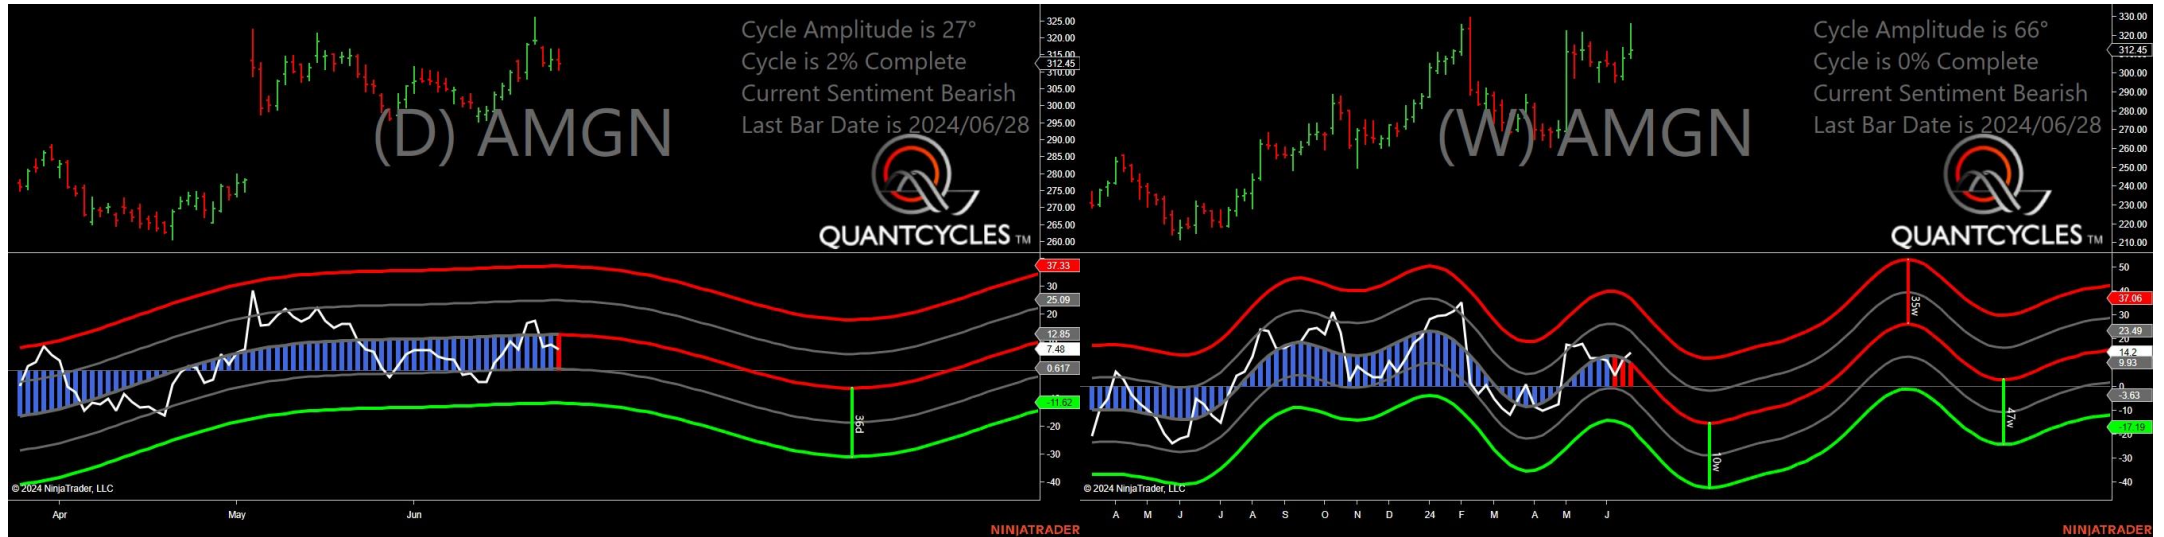 Cycle Amplitude is 27°
Cycle is 2% Complete
Current Sentiment Bearish
Last Bar Date is 2024/06/28
(D) AMGN
QUANTCYCLES TM
325.00
320.00
315.00
312.45
310.00
305.00
300.00
295.00
290.00
285.00
280.00
275.00
270.00
265.00
260.00
37.33
30
25.09
20
12.85
7.48
0.617
-11.62
-20
-30
-40
36d
© 2024 NinjaTrader, LLC
Apr May Jun
NINJATRADER
Cycle Amplitude is 66°
Cycle is 0% Complete
Current Sentiment Bearish
Last Bar Date is 2024/06/28
(W) AMGN
QUANTCYCLES TM
330.00
320.00
312.45
300.00
290.00
280.00
270.00
260.00
250.00
240.00
230.00
220.00
210.00
50
40
37.06
30
23.49
20
14.2
9.93
0
-3.63
-10
-17.19
-20
-30
-40
35w
47w
10w
© 2024 NinjaTrader, LLC
A M J J A S O N D 24 F M A M J
NINJATRADER